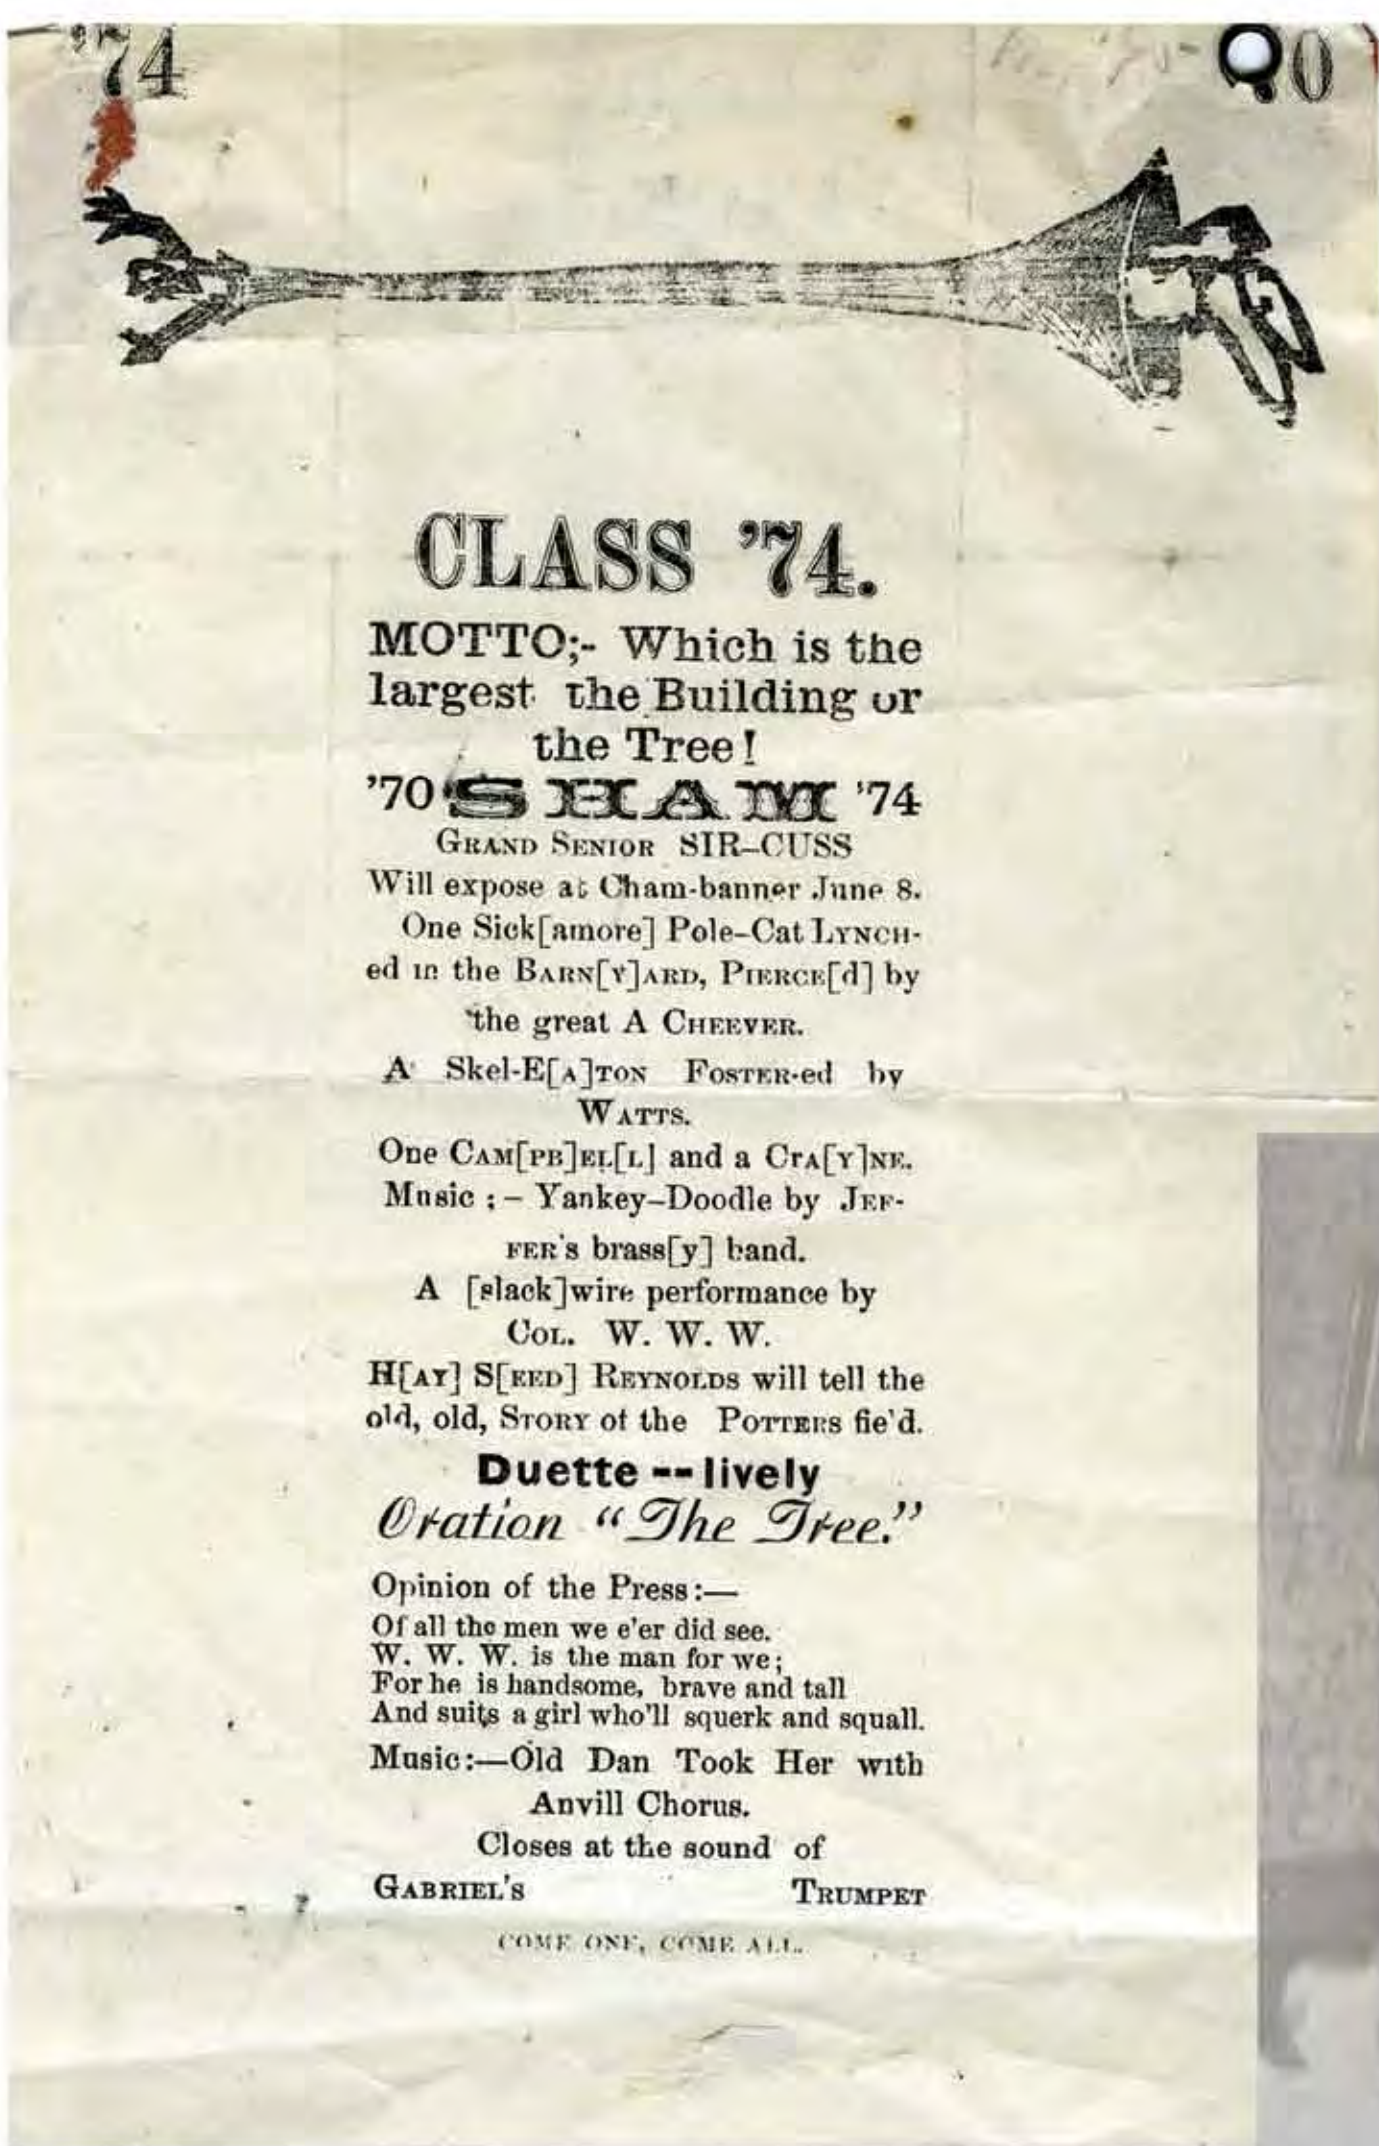 '74
0
CLASS '74.
MOTTO;- Which is the
largest the Building or
the Tree!
'70 SHAM '74
GRAND SENIOR SIR-CUSS
Will expose at Cham-banner June 8.
One Sick[amore] Pole-Cat LYNCH-
ed in the BARN[Y]ARD, PIERCE[d] by
the great A CHEEVER.
A Skel-E[A]TON FOSTER-ed by
WATTS.
One CAM[PB]EL[L] and a CrA[Y]NE.
Music ; - Yankey-Doodle by JEF-
FER's brass[y] band.
A [slack]wire performance by
COL. W. W. W.
H[AY] S[EED] REYNOLDS will tell the
old, old, STORY of the POTTERS fie'd.
Duette -- lively
Oration "The Tree."
Opinion of the Press:—
Of all the men we e'er did see.
W. W. W. is the man for we;
For he is handsome, brave and tall
And suits a girl who'll squerk and squall.
Music:—Old Dan Took Her with
Anvill Chorus.
Closes at the sound of
GABRIEL'S TRUMPET
COME ONE, COME ALL.